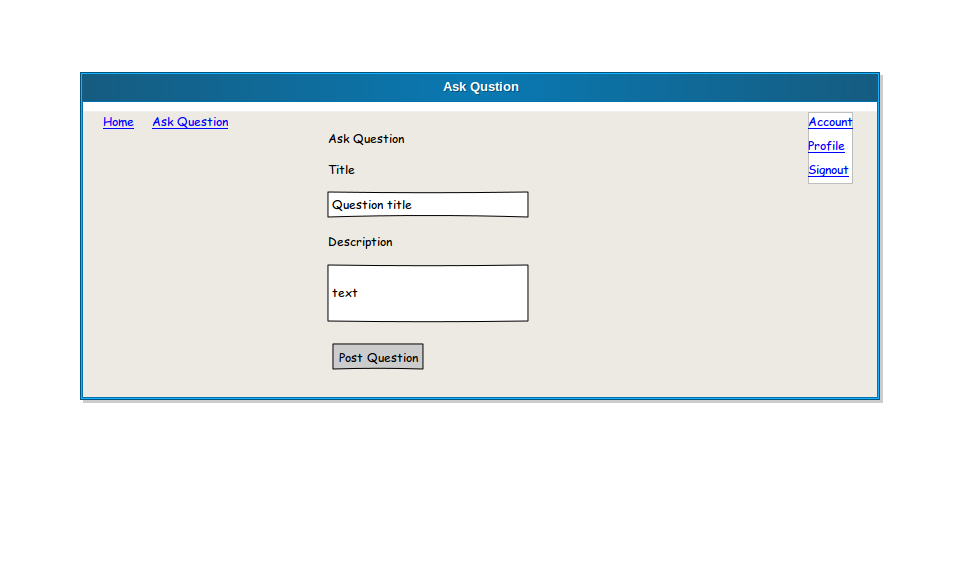 Ask Qustion
Home Ask Question Account
Ask Question
Profile
Title
Signout
Question title
Description
text
Post Question